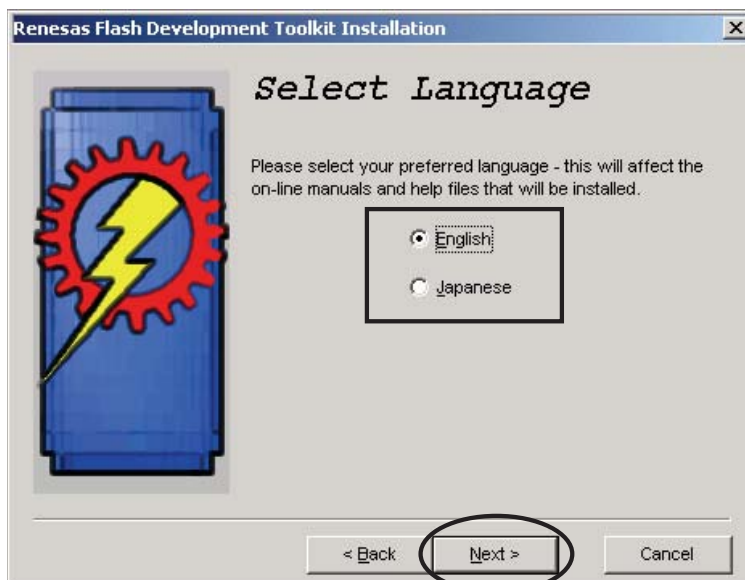 Renesas Flash Development Toolkit Installation
Select Language
Please select your preferred language - this will affect the
on-line manuals and help files that will be installed.
English
Japanese
< Back
Next >
Cancel